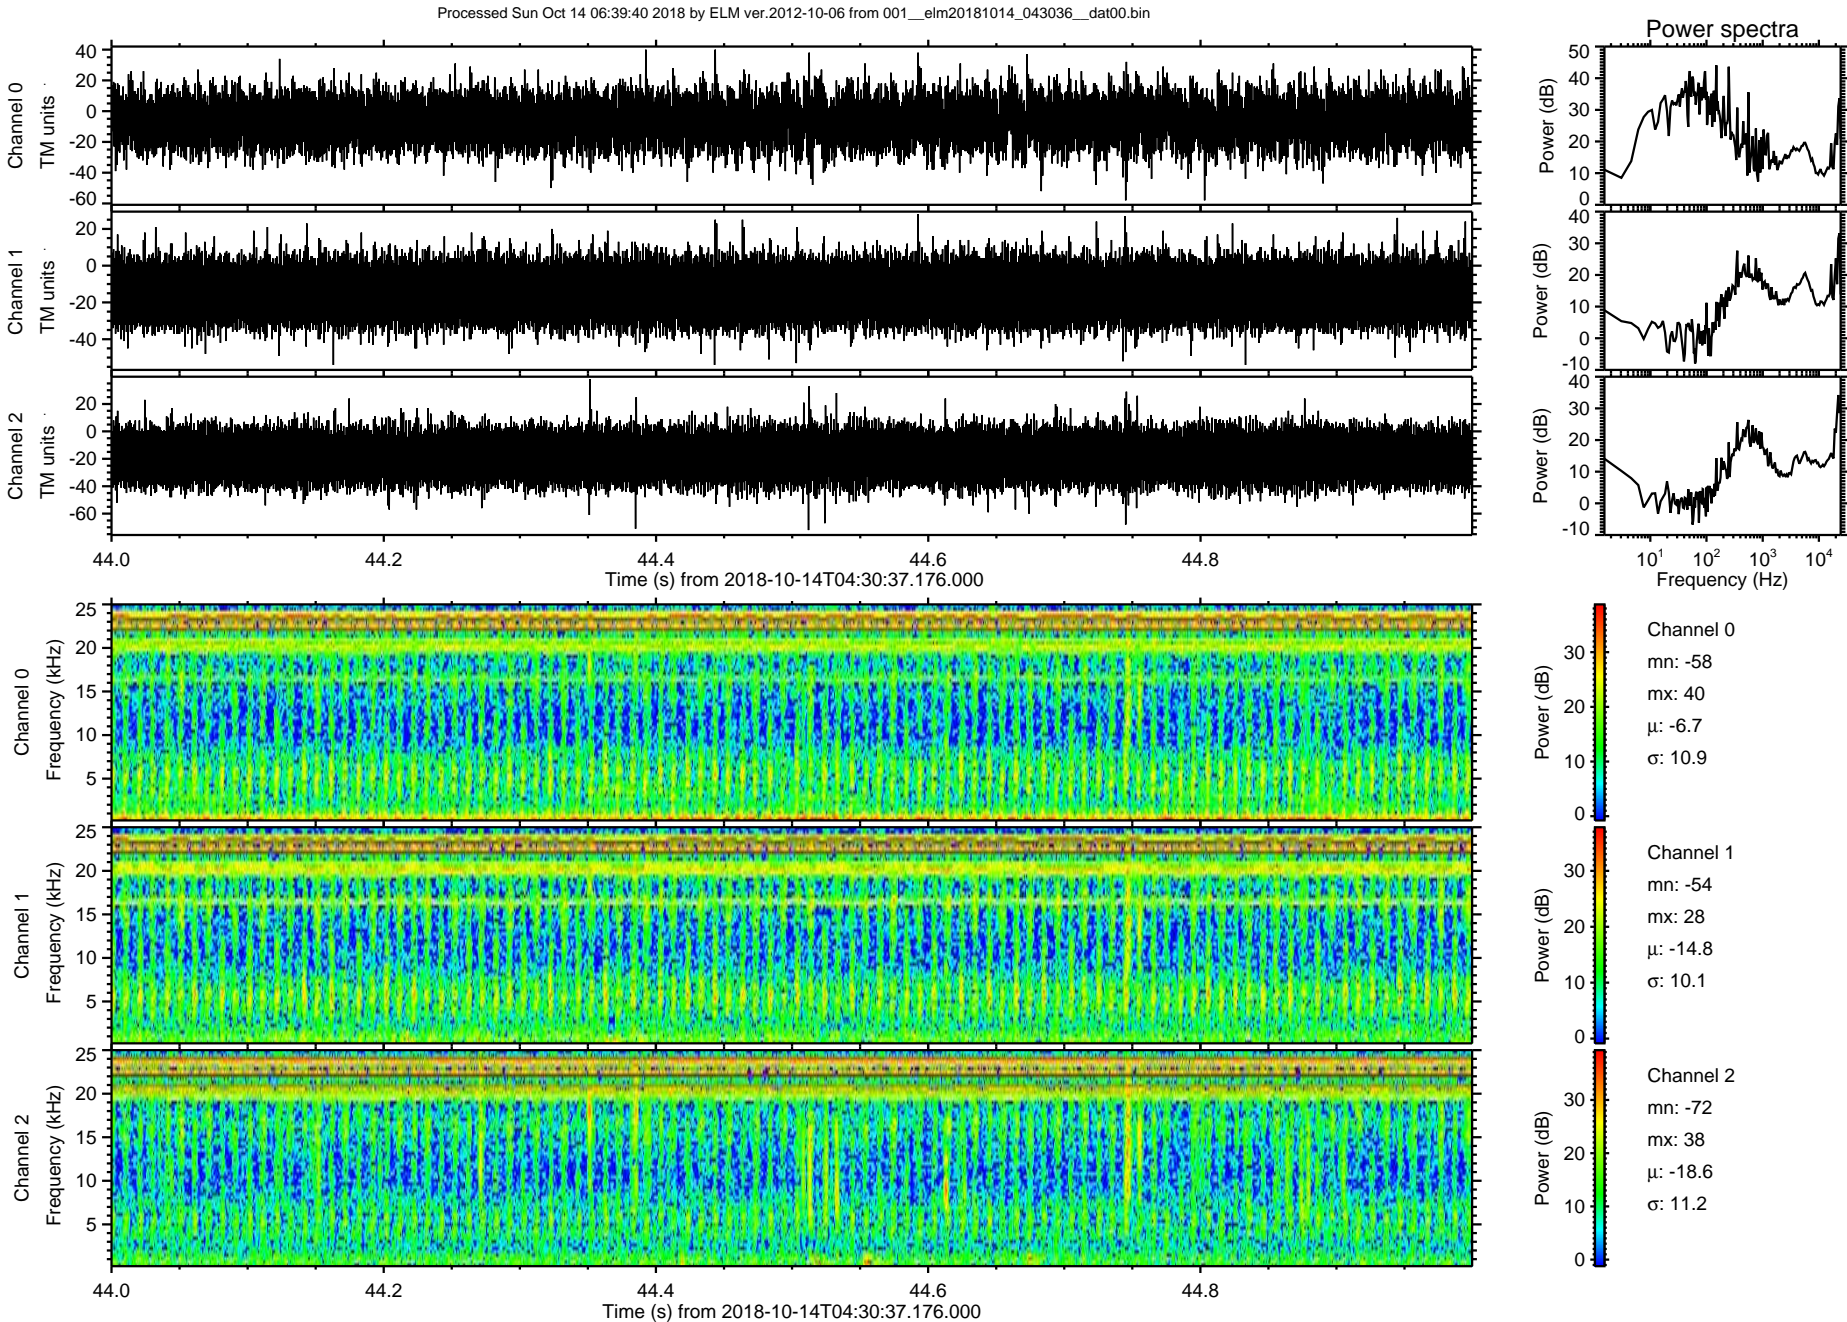 Processed Sun Oct 14 06:39:40 2018 by ELM ver.2012-10-06 from 001__elm20181014_043036__dat00.bin
Power spectra
Channel 0
TM units
40
20
0
-20
-40
-60
Power (dB)
50
40
30
20
10
0
Channel 1
TM units
20
0
-20
-40
Power (dB)
40
30
20
10
0
-10
Channel 2
TM units
20
0
-20
-40
-60
Power (dB)
40
30
20
10
0
-10
44.0 44.2 44.4 44.6 44.8
Time (s) from 2018-10-14T04:30:37.176.000
10^1 10^2 10^3 10^4
Frequency (Hz)
Channel 0
Frequency (kHz)
25
20
15
10
5
Power (dB)
30
20
10
0
Channel 0
mn: -58
mx: 40
μ: -6.7
σ: 10.9
Channel 1
Frequency (kHz)
25
20
15
10
5
Power (dB)
30
20
10
0
Channel 1
mn: -54
mx: 28
μ: -14.8
σ: 10.1
Channel 2
Frequency (kHz)
25
20
15
10
5
Power (dB)
30
20
10
0
Channel 2
mn: -72
mx: 38
μ: -18.6
σ: 11.2
44.0 44.2 44.4 44.6 44.8
Time (s) from 2018-10-14T04:30:37.176.000